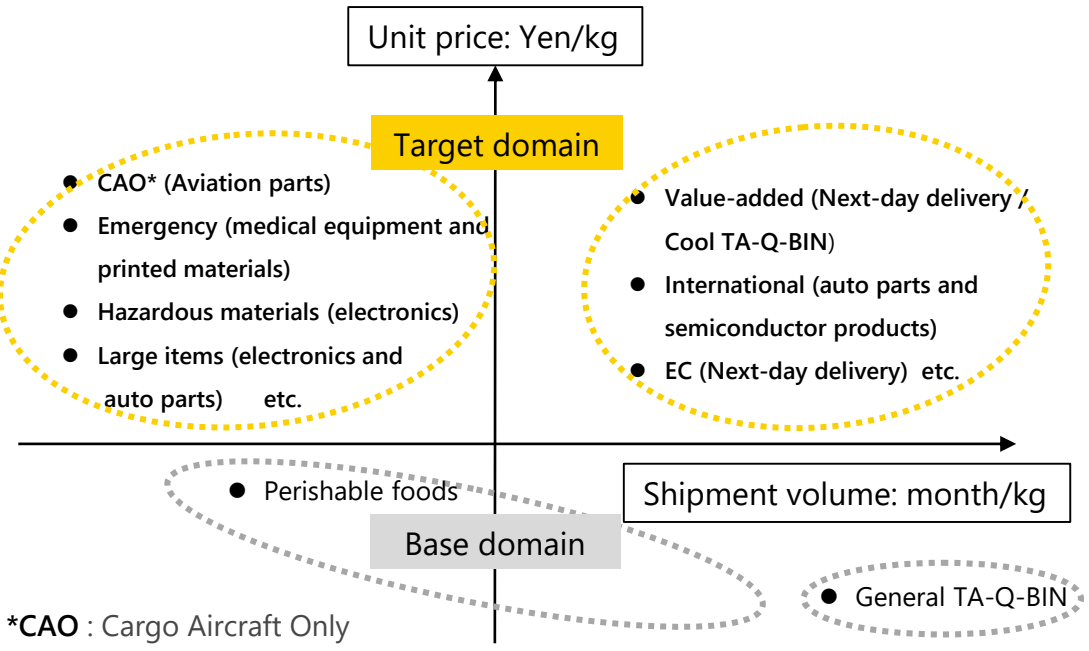 Unit price: Yen/kg
Target domain
● CAO* (Aviation parts)
● Emergency (medical equipment and
printed materials)
● Hazardous materials (electronics)
● Large items (electronics and
auto parts) etc.
● Value-added (Next-day delivery /
Cool TA-Q-BIN)
● International (auto parts and
semiconductor products)
● EC (Next-day delivery) etc.
● Perishable foods
Shipment volume: month/kg
Base domain
● General TA-Q-BIN
*CAO : Cargo Aircraft Only